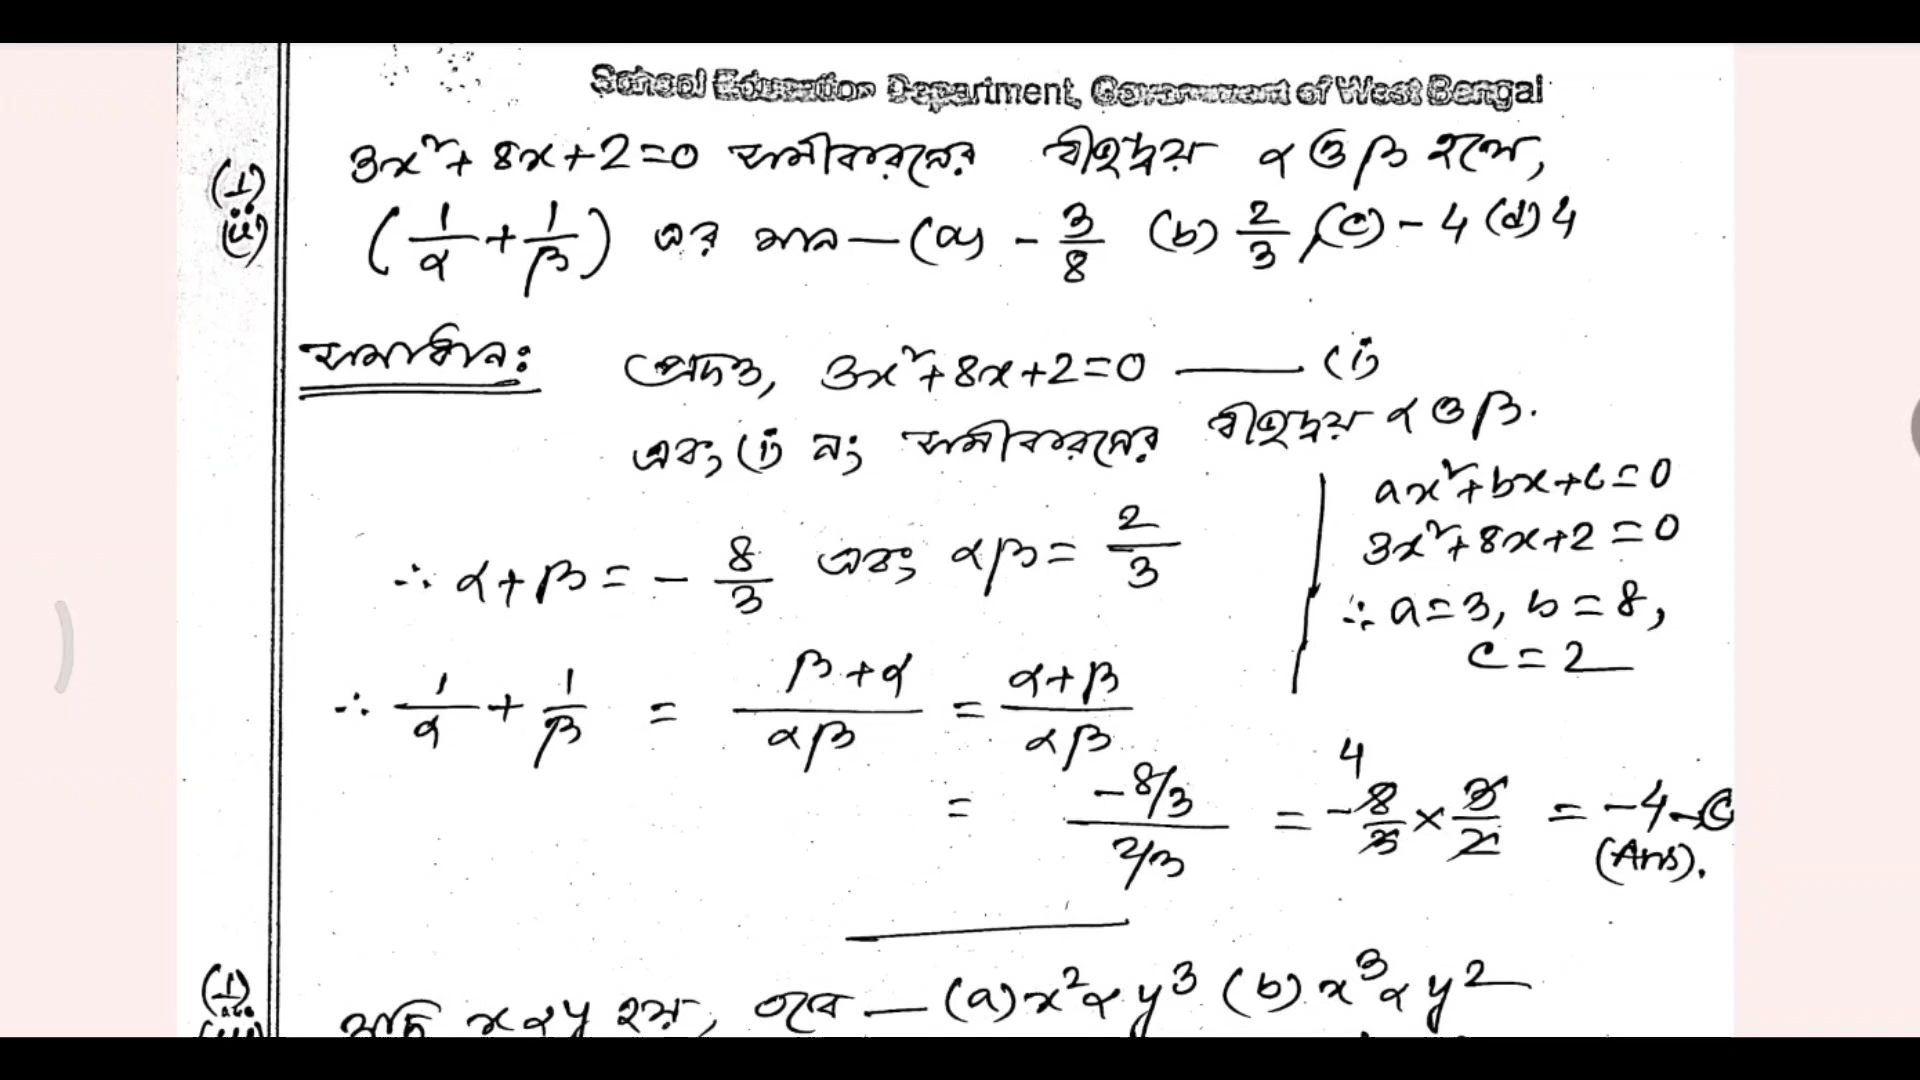 School Education Department, Government of West Bengal
(1)
(ii)
3x²+8x+2=0 সমীকরণের বীজদ্বয় α ও β হলে,
(1/α + 1/β) এর মান— (a) -3/8 (b) 2/3 (c) -4 (d) 4
সমাধান: প্রদত্ত, 3x²+8x+2=0 —— (i)
এবং (i) নং সমীকরণের বীজদ্বয় α ও β.
ax²+bx+c=0
3x²+8x+2=0
∴ a=3, b=8,
c=2
∴ α+β = -8/3 এবং αβ = 2/3
∴ 1/α + 1/β = β+α/αβ = α+β/αβ
= -8/3 / 2/3 = -8/3 × 3/2 = -4 - C
4
(Ans).
(1)
যদি x α y হয়, তবে — (a) x² α y³ (b) x³ α y²